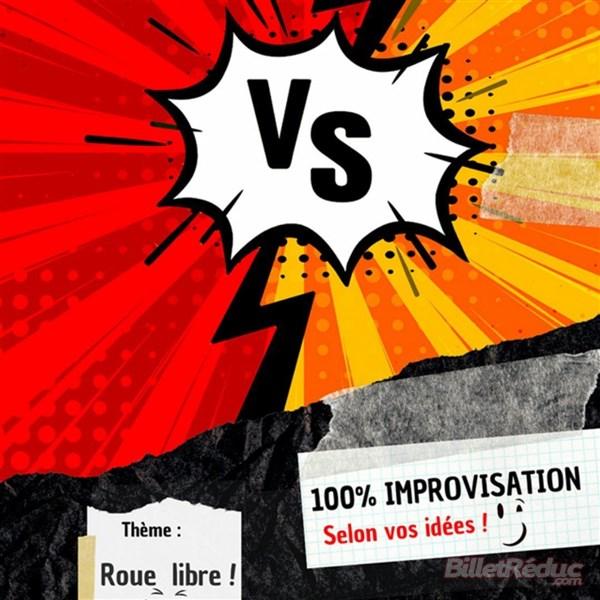 VS
100% IMPROVISATION
Selon vos idées !
Thème :
Roue libre !
BilletRéduc
.com